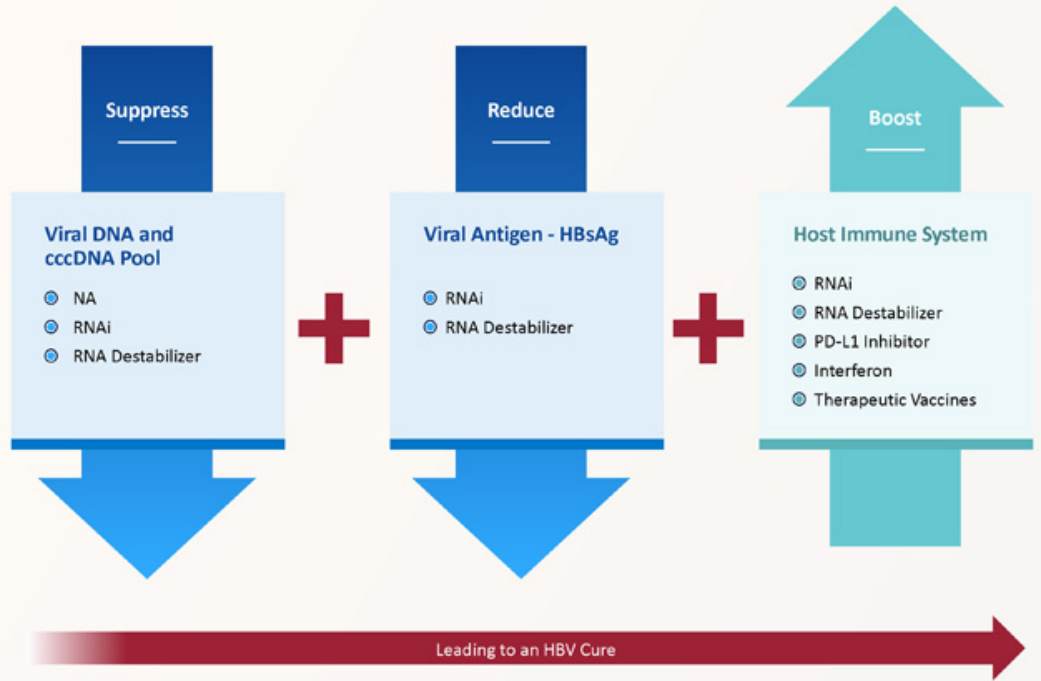 Suppress
Viral DNA and
cccDNA Pool
NA
RNAi
RNA Destabilizer
Reduce
Viral Antigen - HBsAg
RNAi
RNA Destabilizer
Boost
Host Immune System
RNAi
RNA Destabilizer
PD-L1 Inhibitor
Interferon
Therapeutic Vaccines
Leading to an HBV Cure